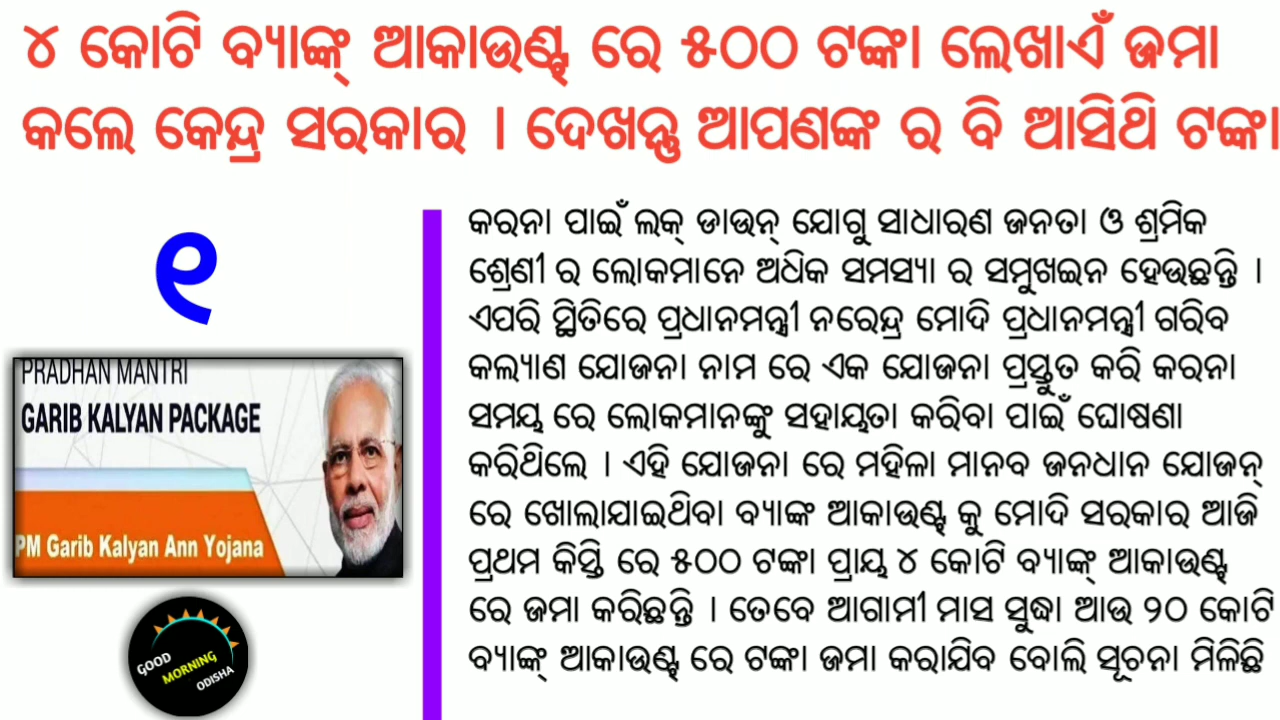 ୪ କୋଟି ବ୍ୟାଙ୍କ୍ ଆକାଉଣ୍ଟ୍ ରେ ୫୦୦ ଟଙ୍କା ଲେଖାଏଁ ଜମା
କଲେ କେନ୍ଦ୍ର ସରକାର । ଦେଖନ୍ତୁ ଆପଣଙ୍କ ର ବି ଆସିଥି ଟଙ୍କା
୧
PRADHAN MANTRI
GARIB KALYAN PACKAGE
PM Garib Kalyan Ann Yojana
GOOD
MORNING
ODISHA
କରନା ପାଇଁ ଲକ୍ ଡାଉନ୍ ଯୋଗୁ ସାଧାରଣ ଜନତା ଓ ଶ୍ରମିକ
ଶ୍ରେଣୀ ର ଲୋକମାନେ ଅଧିକ ସମସ୍ୟା ର ସମୁଖଇନ ହେଉଛନ୍ତି ।
ଏପରି ସ୍ଥିତିରେ ପ୍ରଧାନମନ୍ତ୍ରୀ ନରେନ୍ଦ୍ର ମୋଦି ପ୍ରଧାନମନ୍ତ୍ରୀ ଗରିବ
କଲ୍ୟାଣ ଯୋଜନା ନାମ ରେ ଏକ ଯୋଜନା ପ୍ରସ୍ତୁତ କରି କରନା
ସମୟ ରେ ଲୋକମାନଙ୍କୁ ସହାୟତା କରିବା ପାଇଁ ଘୋଷଣା
କରିଥିଲେ । ଏହି ଯୋଜନା ରେ ମହିଳା ମାନବ ଜନଧାନ ଯୋଜନ୍
ରେ ଖୋଲାଯାଇଥିବା ବ୍ୟାଙ୍କ ଆକାଉଣ୍ଟ୍ କୁ ମୋଦି ସରକାର ଆଜି
ପ୍ରଥମ କିସ୍ତି ରେ ୫୦୦ ଟଙ୍କା ପ୍ରାୟ ୪ କୋଟି ବ୍ୟାଙ୍କ୍ ଆକାଉଣ୍ଟ୍
ରେ ଜମା କରିଛନ୍ତି । ତେବେ ଆଗାମୀ ମାସ ସୁଦ୍ଧା ଆଉ ୨୦ କୋଟି
ବ୍ୟାଙ୍କ୍ ଆକାଉଣ୍ଟ୍ ରେ ଟଙ୍କା ଜମା କରାଯିବ ବୋଲି ସୂଚନା ମିଳିଛି